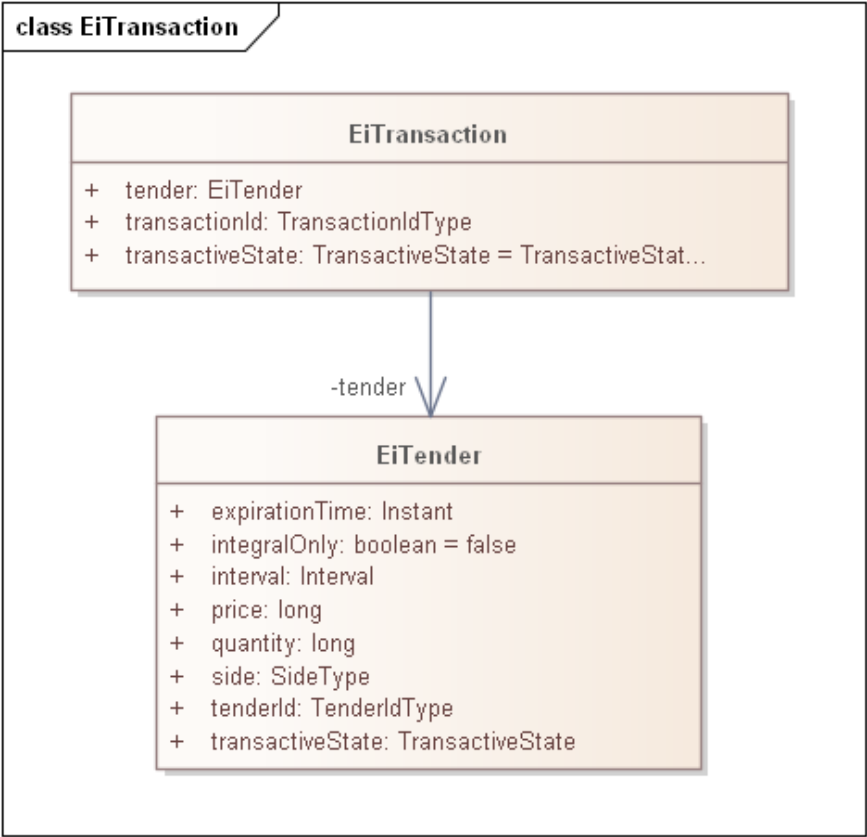 class EiTransaction
EiTransaction
+ tender: EiTender
+ transactionId: TransactionIdType
+ transactiveState: TransactiveState = TransactiveStat...
-tender
EiTender
+ expirationTime: Instant
+ integralOnly: boolean = false
+ interval: Interval
+ price: long
+ quantity: long
+ side: SideType
+ tenderId: TenderIdType
+ transactiveState: TransactiveState